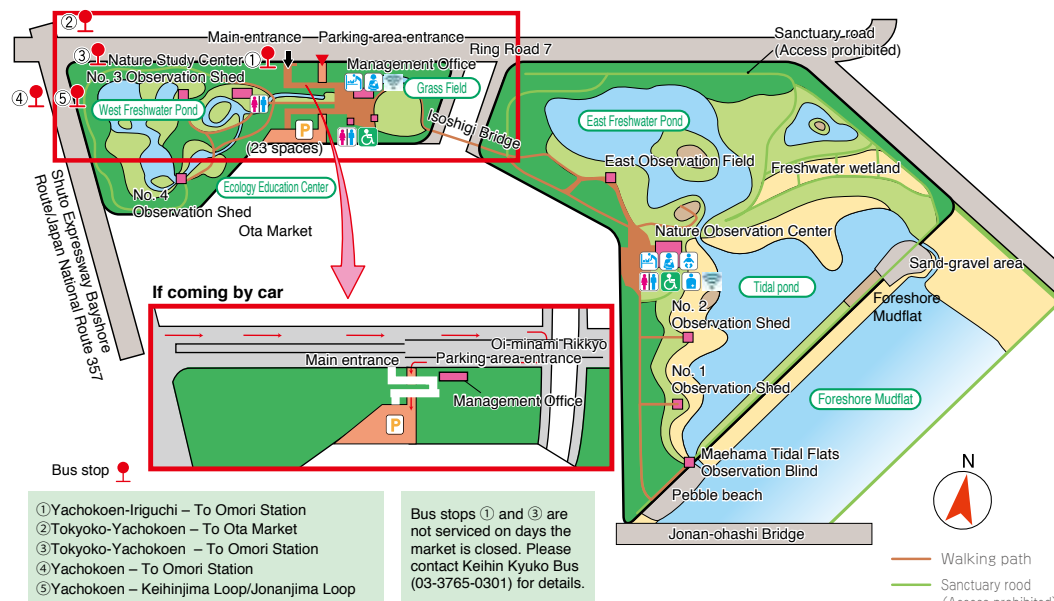 ②
Main entrance
Parking-area-entrance
Sanctuary road
(Access prohibited)
③
Nature Study Center
①
Management Office
Ring Road 7
No. 3 Observation Shed
Grass Field
④
⑤
West Freshwater Pond
East Freshwater Pond
Isoshigi Bridge
P
(23 spaces)
East Observation Field
Freshwater wetland
Ecology Education Center
No. 4
Observation Shed
Ota Market
Nature Observation Center
Shuto Expressway Bayshore
Route/Japan National Route 357
Sand-gravel area
Tidal pond
Foreshore
Mudflat
If coming by car
No. 2
Observation Shed
Oi-minami Rikkyo
Main entrance
Parking-area-entrance
No. 1
Observation Shed
Management Office
Foreshore Mudflat
P
Maehama Tidal Flats
Observation Blind
Bus stop
Pebble beach
N
Jonan-ohashi Bridge
①Yachokoen-Iriguchi – To Omori Station
②Tokyoko-Yachokoen – To Ota Market
③Tokyoko-Yachokoen – To Omori Station
④Yachokoen – To Omori Station
⑤Yachokoen – Keihinjima Loop/Jonanjima Loop
Bus stops ① and ③ are
not serviced on days the
market is closed. Please
contact Keihin Kyuko Bus
(03-3765-0301) for details.
Walking path
Sanctuary rood
(Access prohibited)